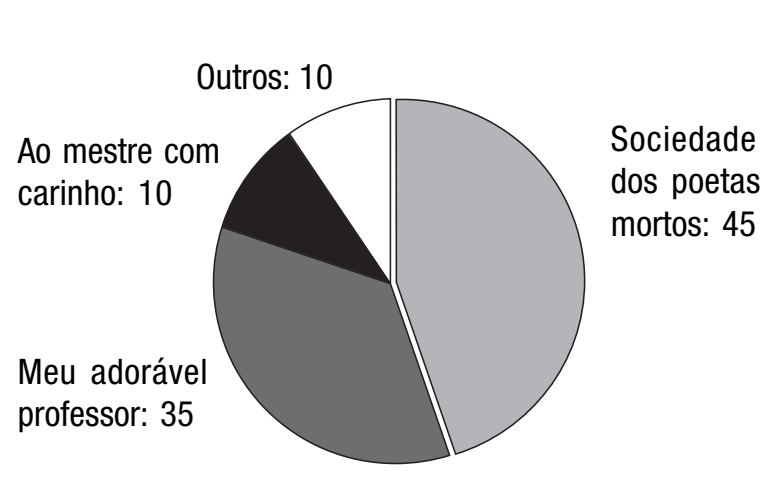 Outros: 10
Ao mestre com
carinho: 10
Sociedade
dos poetas
mortos: 45
Meu adorável
professor: 35